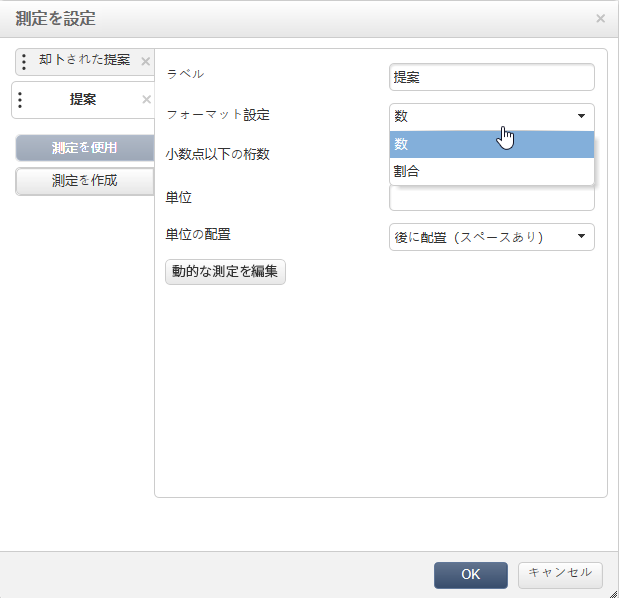 測定を設定
×
却下された提案 ×
提案 ×
測定を使用
測定を作成
ラベル
提案
フォーマット設定
数
数
割合
小数点以下の桁数
単位
単位の配置
後に配置（スペースあり）
動的な測定を編集
OK
キャンセル